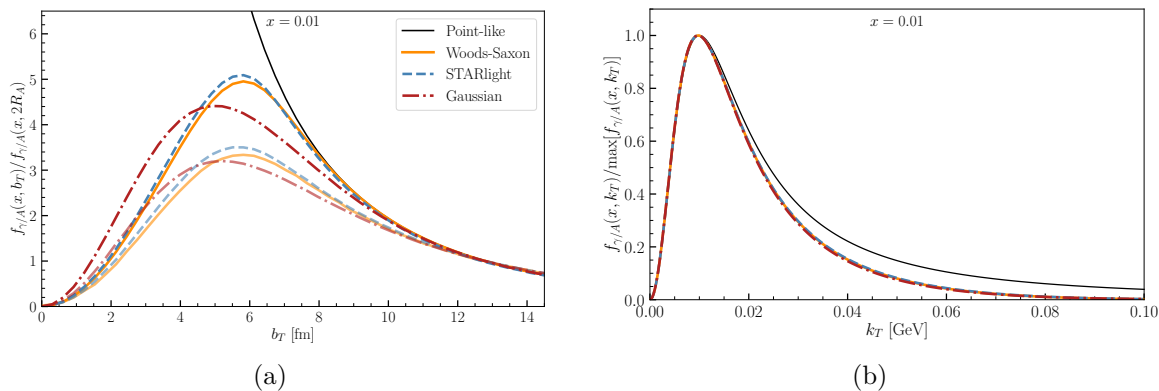 x = 0.01
f_{γ/A}(x, b_T)/f_{γ/A}(x, 2R_A)
6
5
4
3
2
1
0
Point-like
Woods-Saxon
STARlight
Gaussian
0 2 4 6 8 10 12 14
b_T [fm]
(a)
x = 0.01
f_{γ/A}(x, k_T)/max[f_{γ/A}(x, k_T)]
1.0
0.8
0.6
0.4
0.2
0.0
0.00 0.02 0.04 0.06 0.08 0.10
k_T [GeV]
(b)